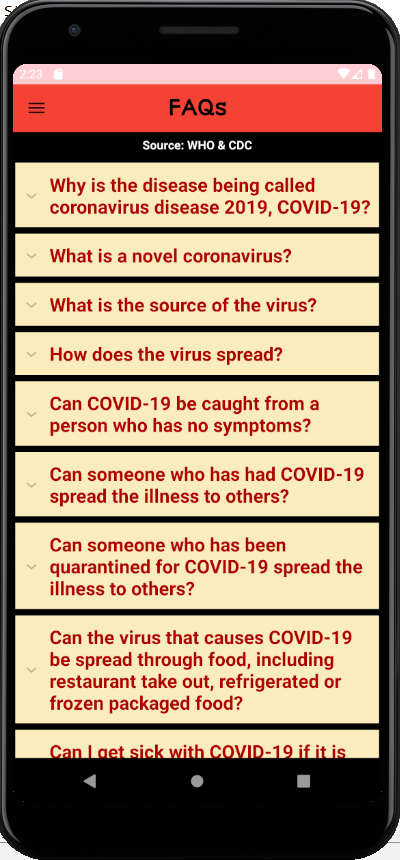 2:23
FAQs
Source: WHO & CDC
Why is the disease being called
coronavirus disease 2019, COVID-19?
What is a novel coronavirus?
What is the source of the virus?
How does the virus spread?
Can COVID-19 be caught from a
person who has no symptoms?
Can someone who has had COVID-19
spread the illness to others?
Can someone who has been
quarantined for COVID-19 spread the
illness to others?
Can the virus that causes COVID-19
be spread through food, including
restaurant take out, refrigerated or
frozen packaged food?
Can I get sick with COVID-19 if it is